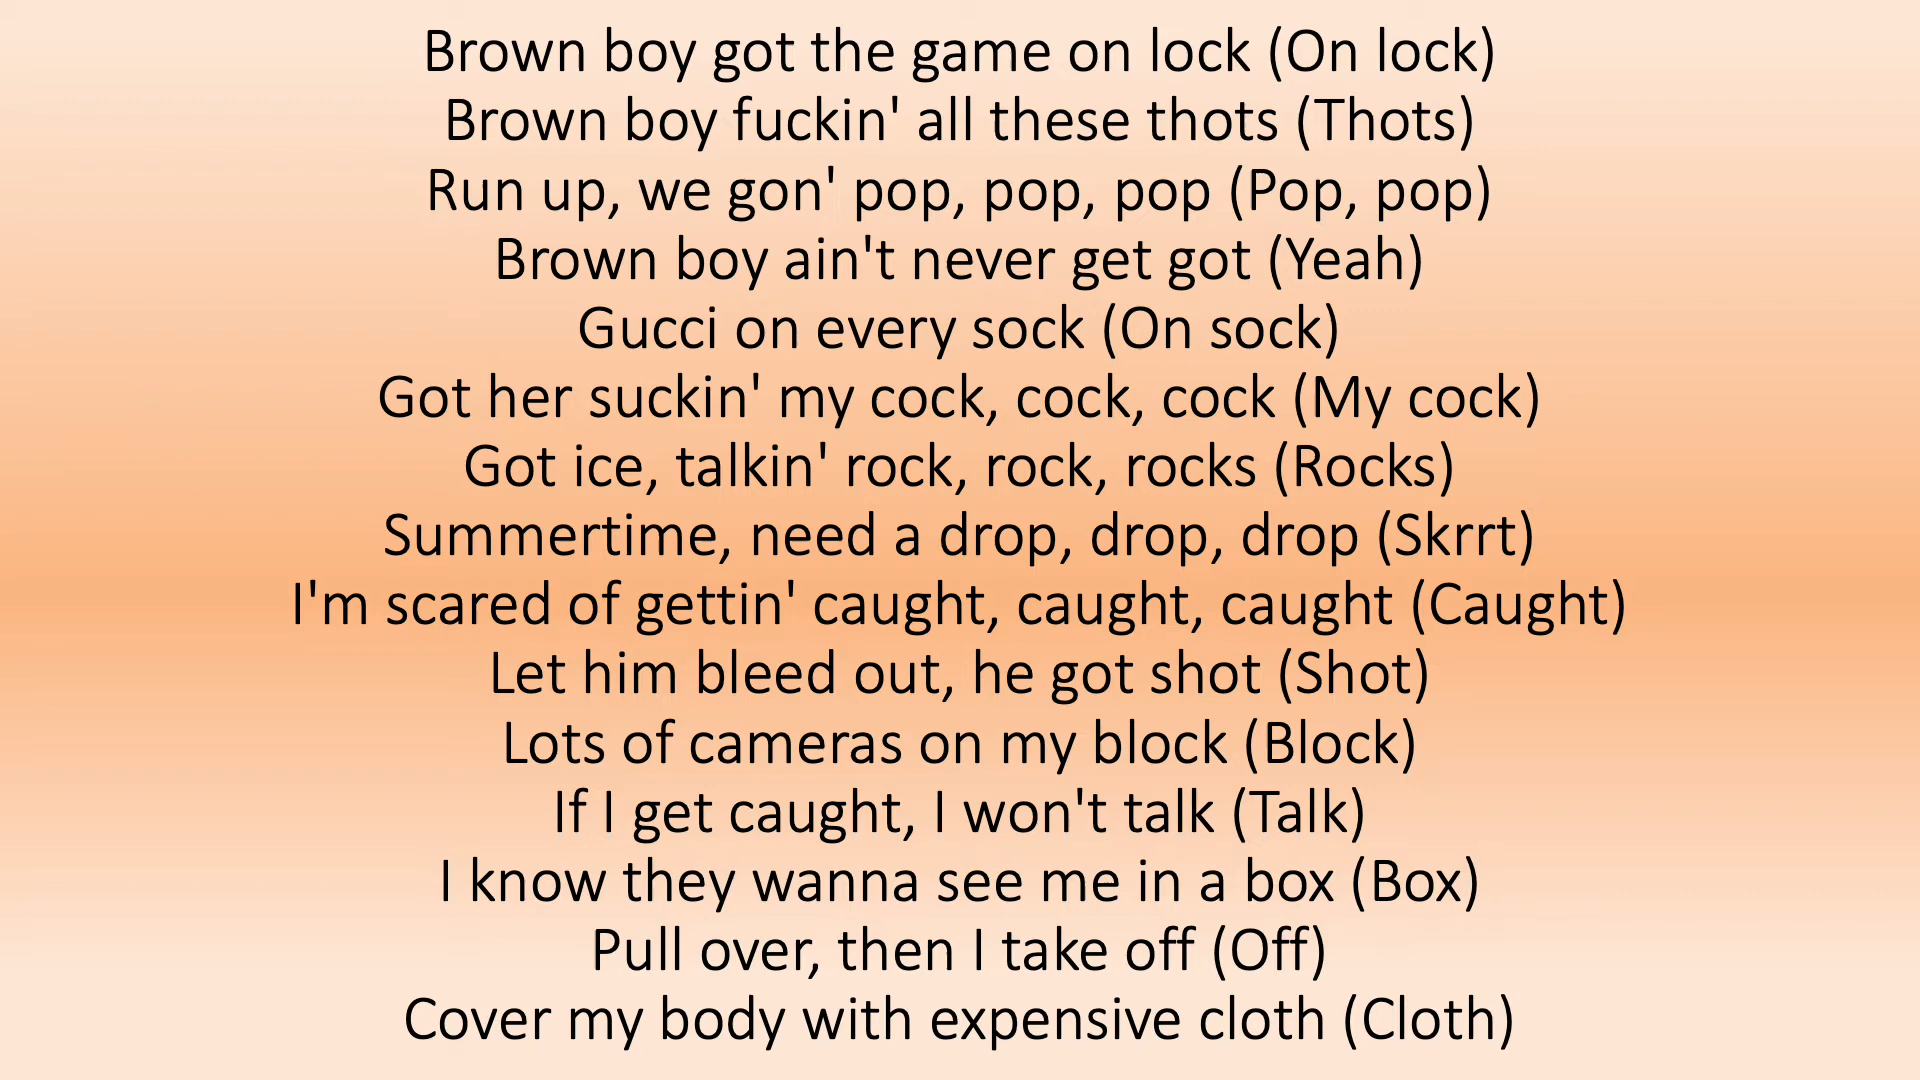 Brown boy got the game on lock (On lock)
Brown boy fuckin' all these thots (Thots)
Run up, we gon' pop, pop, pop (Pop, pop)
Brown boy ain't never get got (Yeah)
Gucci on every sock (On sock)
Got her suckin' my cock, cock, cock (My cock)
Got ice, talkin' rock, rock, rocks (Rocks)
Summertime, need a drop, drop, drop (Skrrt)
I'm scared of gettin' caught, caught, caught (Caught)
Let him bleed out, he got shot (Shot)
Lots of cameras on my block (Block)
If I get caught, I won't talk (Talk)
I know they wanna see me in a box (Box)
Pull over, then I take off (Off)
Cover my body with expensive cloth (Cloth)